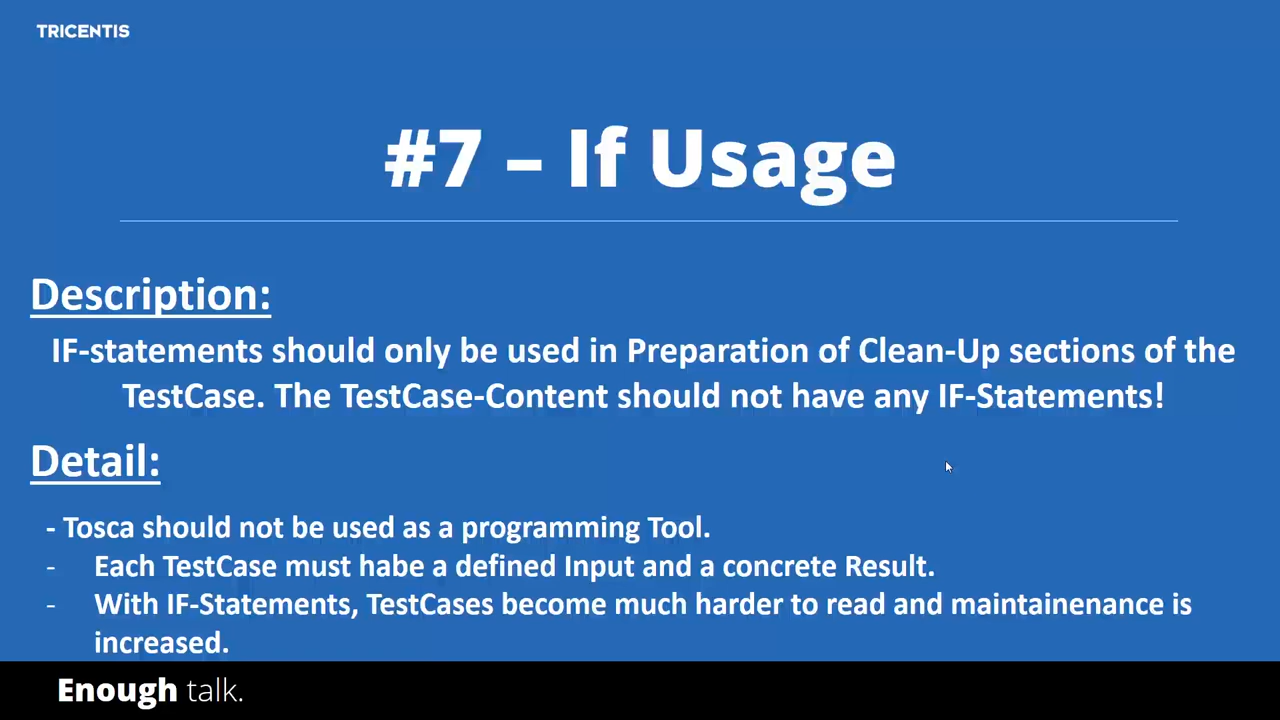 TRICENTIS
#7 – If Usage
Description:
IF-statements should only be used in Preparation of Clean-Up sections of the
TestCase. The TestCase-Content should not have any IF-Statements!
Detail:
- Tosca should not be used as a programming Tool.
- Each TestCase must habe a defined Input and a concrete Result.
- With IF-Statements, TestCases become much harder to read and maintainenance is
increased.
Enough talk.